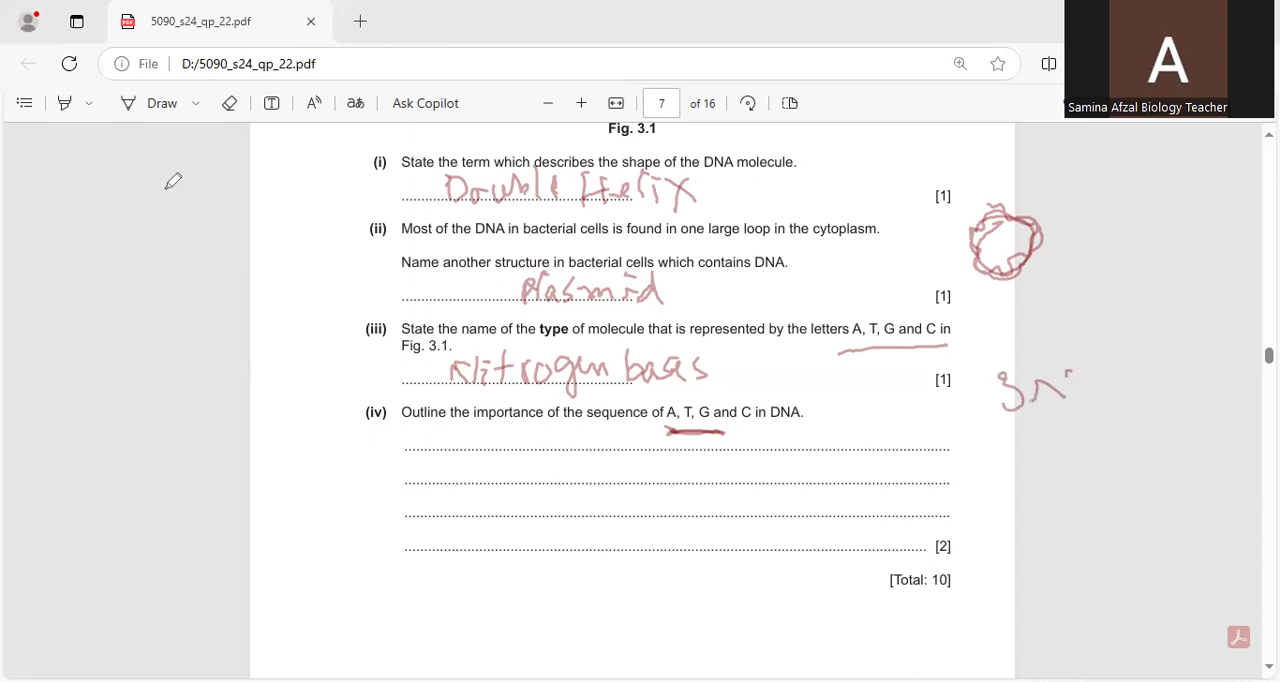 5090_s24_qp_22.pdf
File D:/5090_s24_qp_22.pdf
Draw aあ Ask Copilot 7 of 16
A
Samina Afzal Biology Teacher
Fig. 3.1
(i) State the term which describes the shape of the DNA molecule.
Double Helix
[1]
(ii) Most of the DNA in bacterial cells is found in one large loop in the cytoplasm.
Name another structure in bacterial cells which contains DNA.
Plasmid
[1]
(iii) State the name of the type of molecule that is represented by the letters A, T, G and C in
Fig. 3.1.
Nitrogen bases
[1]
(iv) Outline the importance of the sequence of A, T, G and C in DNA.
[2]
[Total: 10]